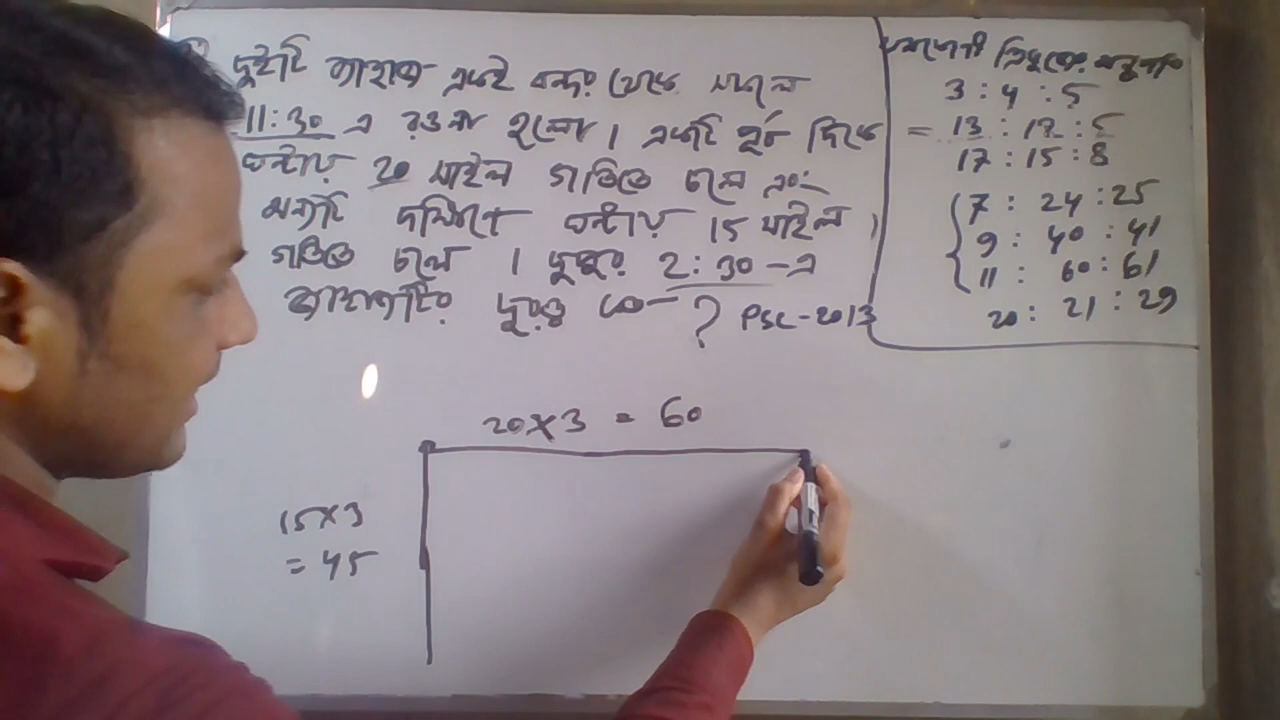 দুইটি জাহাজ একই বন্দর থেকে সকাল
11:30 এ রওনা হলো। একটি পূর্ব দিকে
ঘন্টায় 20 মাইল গতিতে চলে এবং
অন্যটি দক্ষিণে ঘন্টায় 15 মাইল
গতিতে চলে। দুপুর 2:30-এ
জাহাজটির দূরত্ব কত? PSC-2013
সমকোণী ত্রিভুজের অনুপাত
3 : 4 : 5
= 13 : 12 : 5
17 : 15 : 8
7 : 24 : 25
9 : 40 : 41
11 : 60 : 61
20 : 21 : 29
20×3 = 60
15×3
= 45